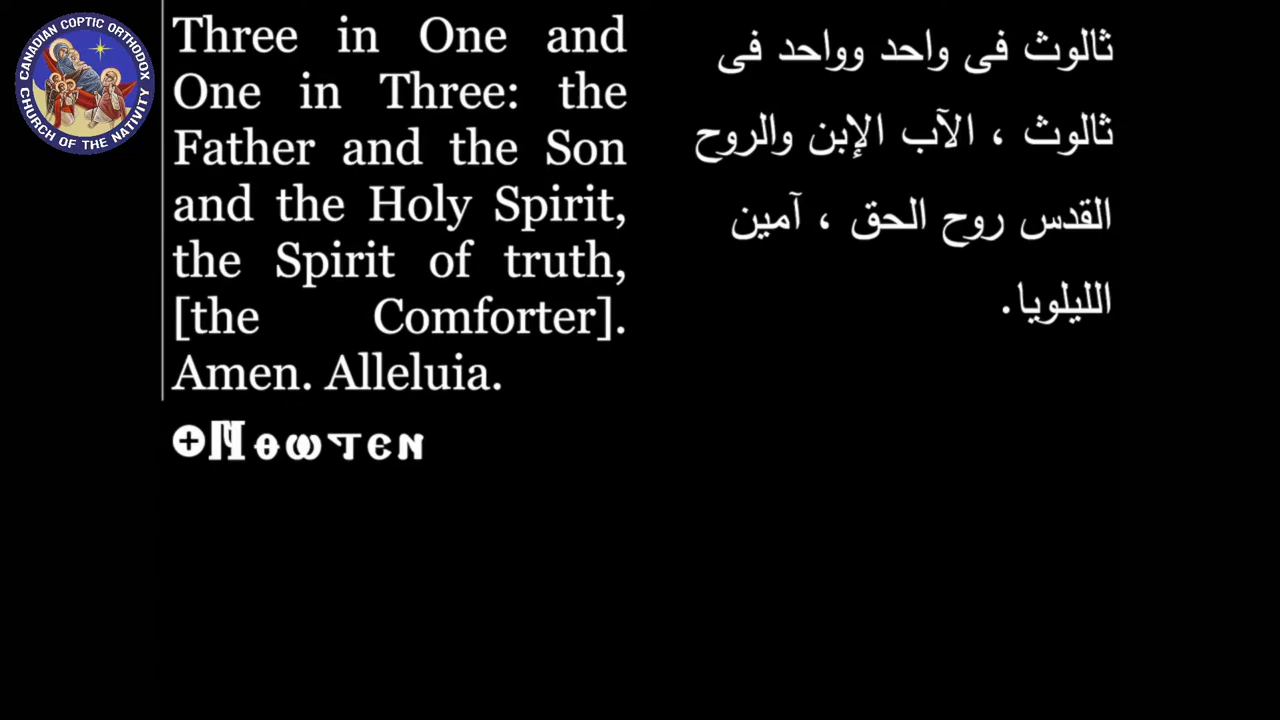 CANADIAN COPTIC ORTHODOX
CHURCH OF THE NATIVITY
Three in One and
One in Three: the
Father and the Son
and the Holy Spirit,
the Spirit of truth,
[the Comforter].
Amen. Alleluia.
ثالوث فى واحد وواحد فى
ثالوث ، الآب الإبن والروح
القدس روح الحق ، آمين
الليلويا.
Ⲛⲑⲱⲧⲉⲛ